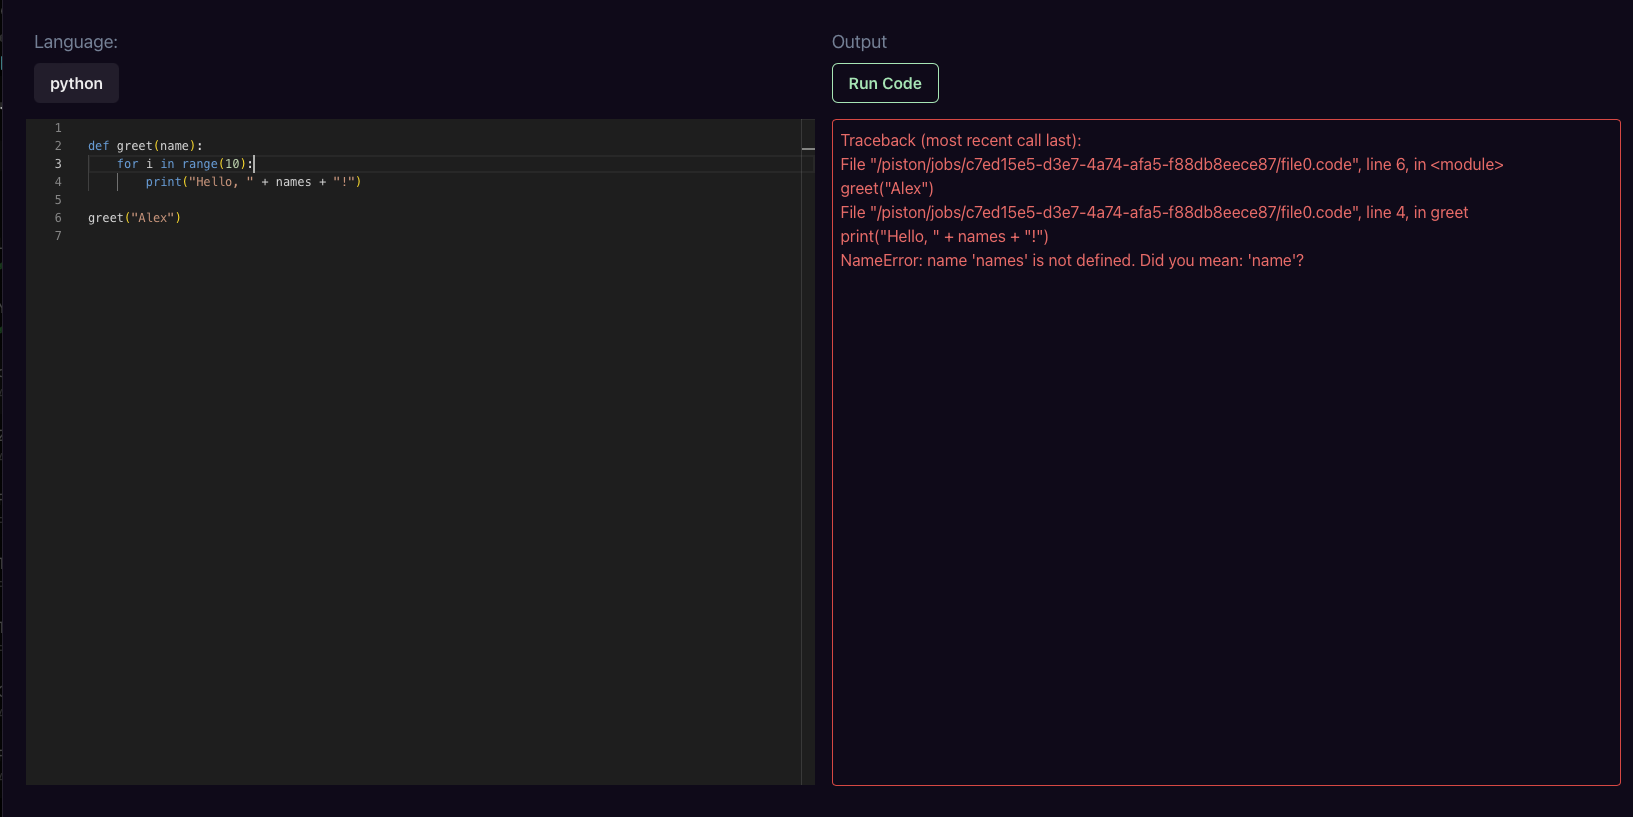 Language:
python
1
2 def greet(name):
3     for i in range(10):
4         print("Hello, " + names + "!")
5
6 greet("Alex")
7
Output
Run Code
Traceback (most recent call last):
File "/piston/jobs/c7ed15e5-d3e7-4a74-afa5-f88db8eece87/file0.code", line 6, in <module>
greet("Alex")
File "/piston/jobs/c7ed15e5-d3e7-4a74-afa5-f88db8eece87/file0.code", line 4, in greet
print("Hello, " + names + "!")
NameError: name 'names' is not defined. Did you mean: 'name'?